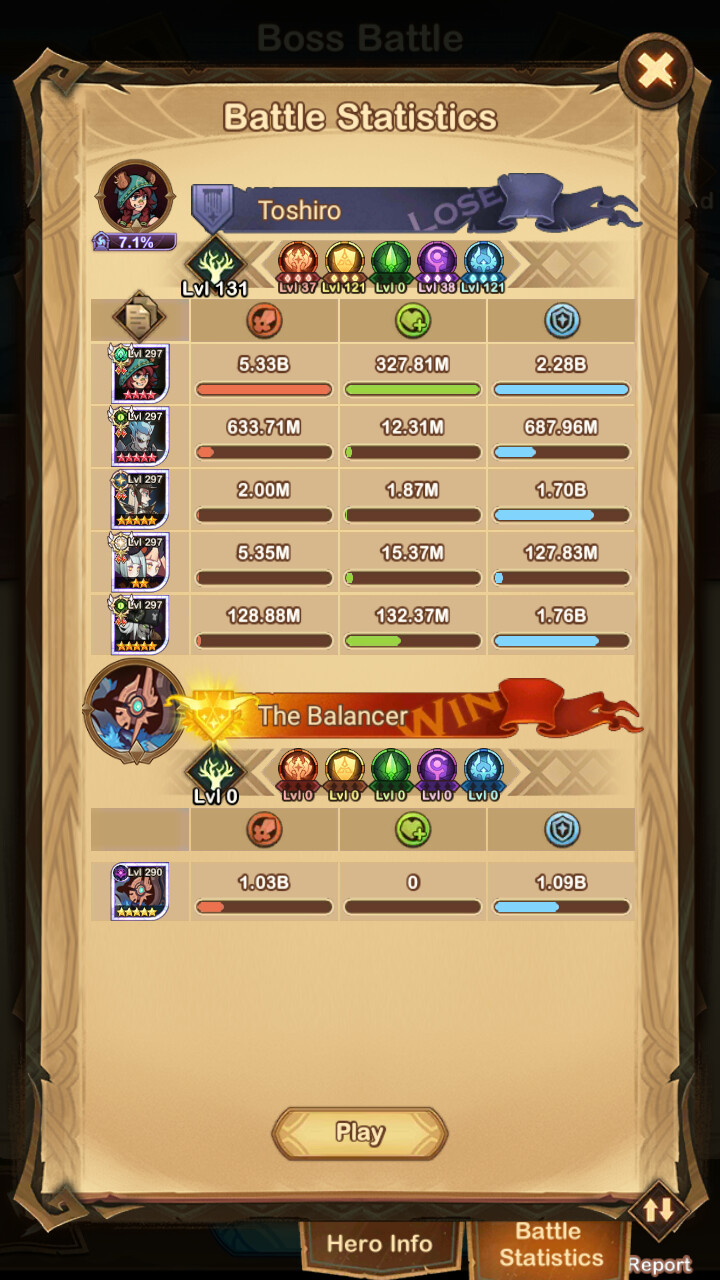 Boss Battle
Battle Statistics
7.1%
Toshiro
LOSE
Lvl 131
Lvl 37
Lvl 121
Lvl 0
Lvl 38
Lvl 121
Lvl 297
5.33B
327.81M
2.28B
Lvl 297
633.71M
12.31M
687.96M
Lvl 297
2.00M
1.87M
1.70B
Lvl 297
5.35M
15.37M
127.83M
Lvl 297
128.88M
132.37M
1.76B
The Balancer
WIN
Lvl 0
Lvl 0
Lvl 0
Lvl 0
Lvl 0
Lvl 0
Lvl 290
1.03B
0
1.09B
Play
Hero Info
Battle
Statistics
Report